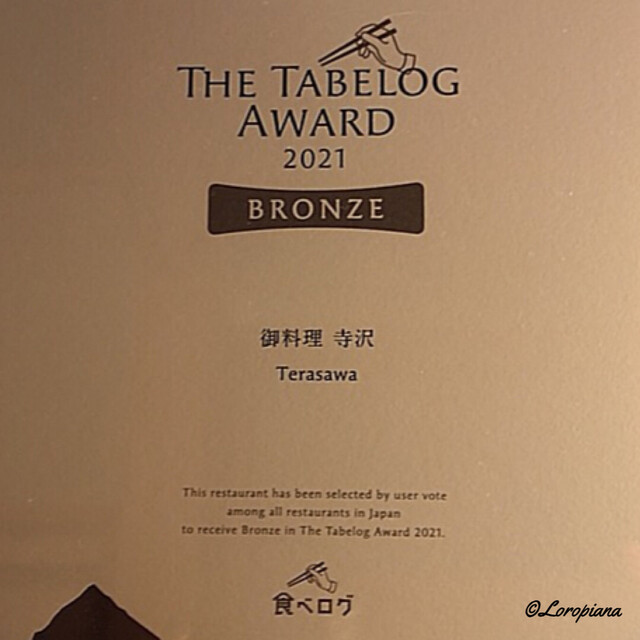 THE TABELOG
AWARD
2021
BRONZE
御料理 寺沢
Terasawa
This restaurant has been selected by user vote
among all restaurants in Japan
to receive Bronze in The Tabelog Award 2021.
食べログ
©Loropiana